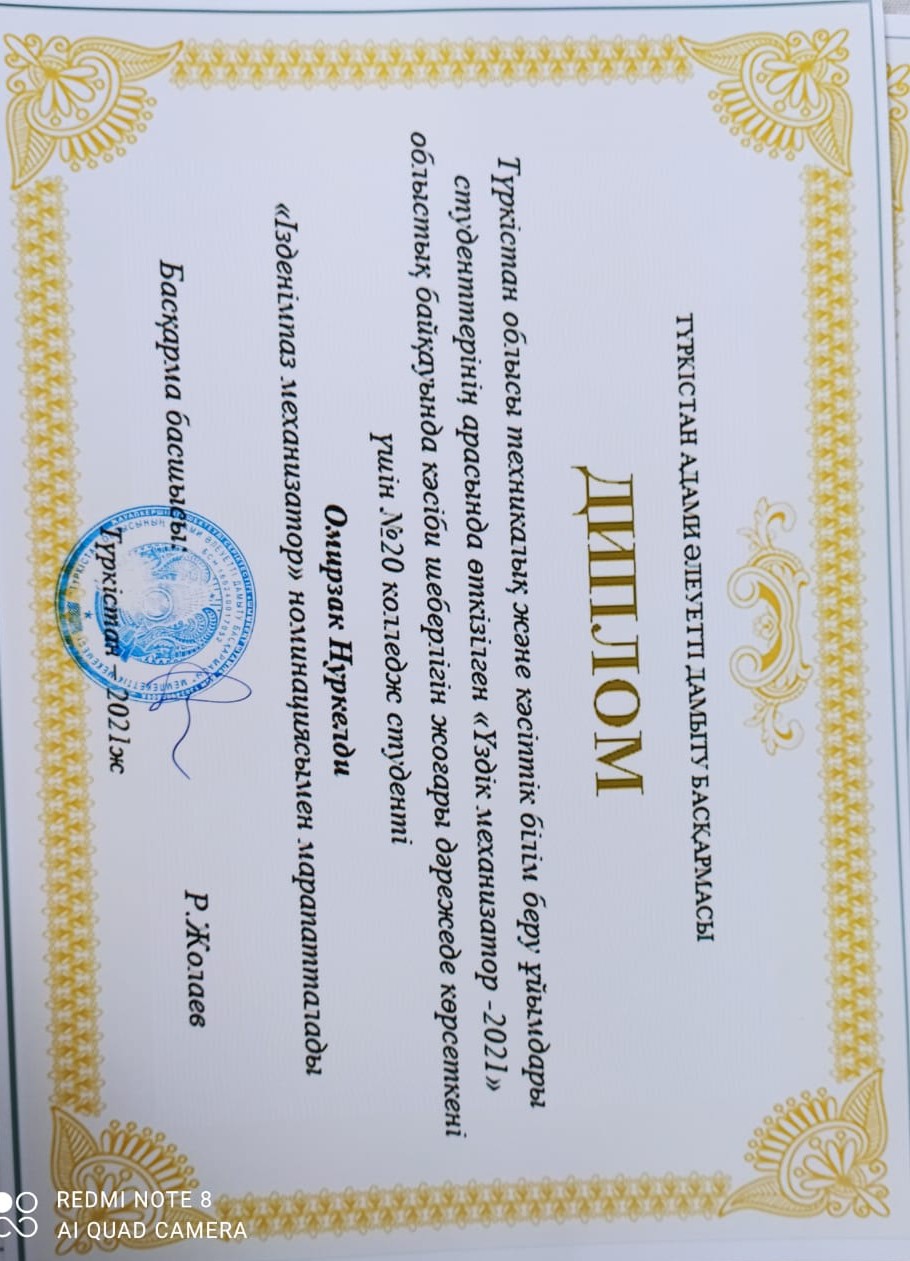 ТҮРКІСТАН АДАМИ ӘЛЕУЕТТІ ДАМЫТУ БАСҚАРМАСЫ
ДИПЛОМ
Түркістан облысы техникалық және кәсіптік білім беру ұйымдары
студенттерінің арасында өткізілген «Үздік механизатор -2021»
облыстық байқауында кәсіби шеберлігін жоғары дәрежеде көрсеткені
үшін №20 колледж студенті
Омирзак Нуркелди
«Ізденімпаз механизатор» номинациясымен марапатталады
Басқарма басшысы: Р.Жолаев
Түркістан – 2021ж
REDMI NOTE 8
AI QUAD CAMERA